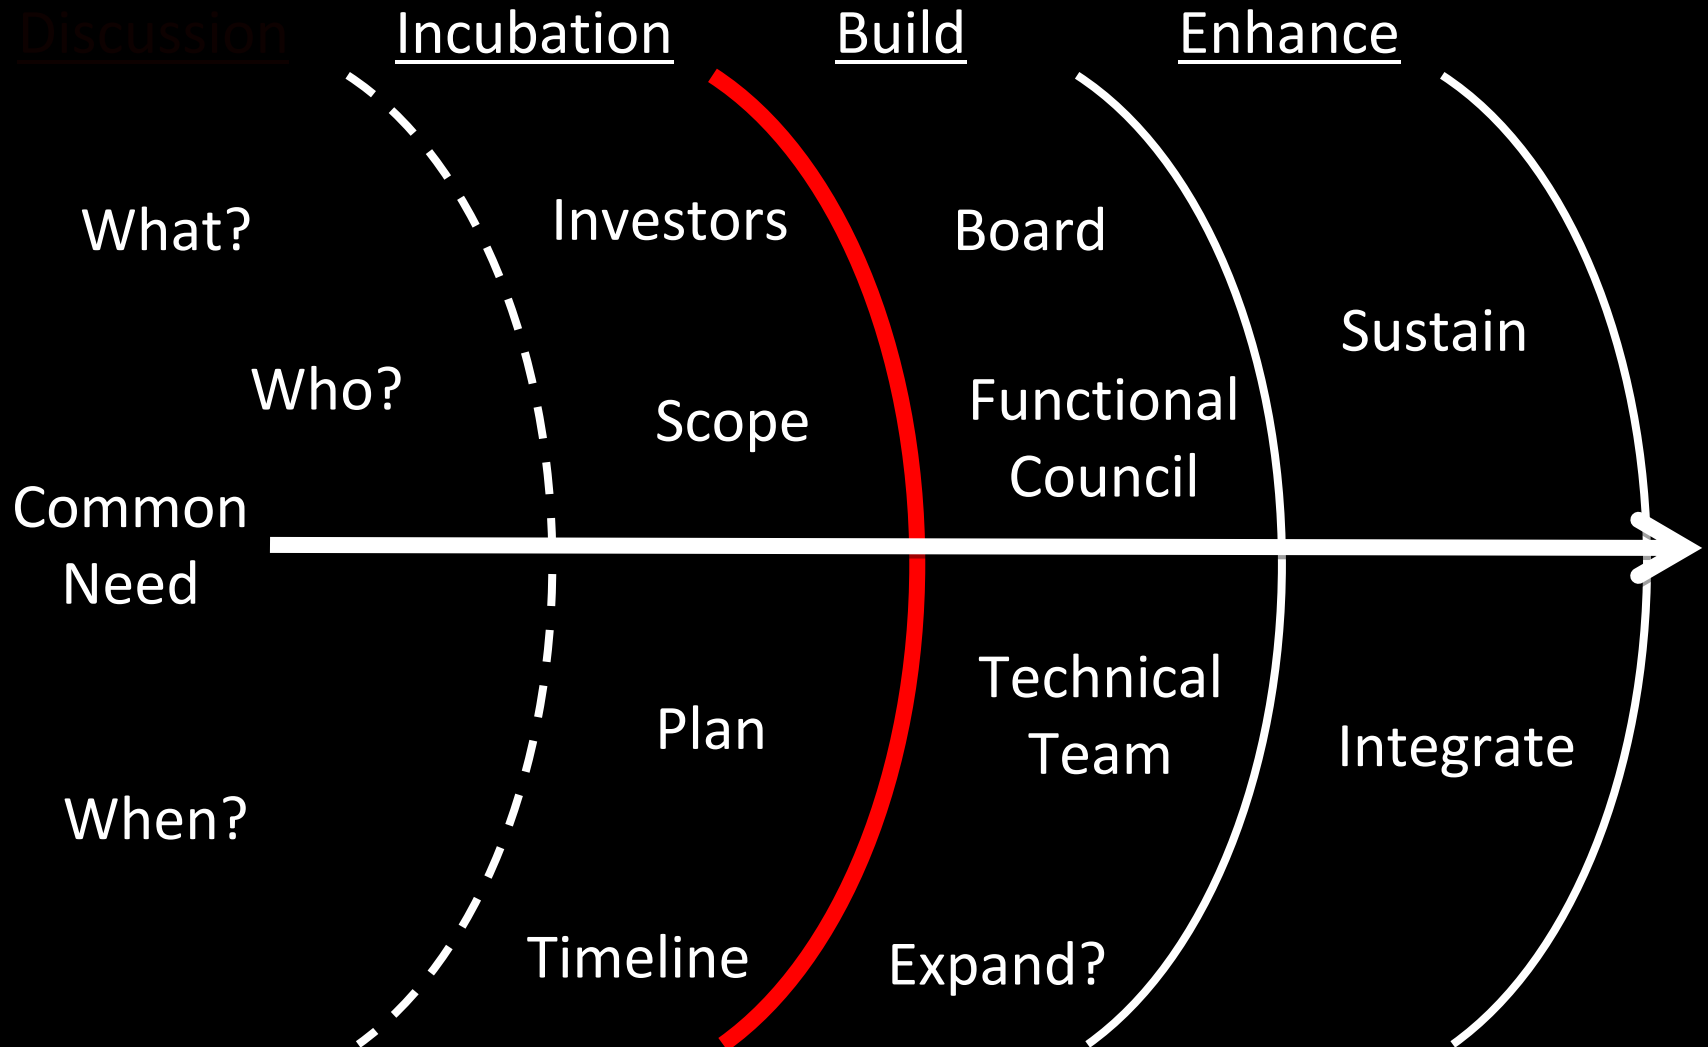 Discussion
Incubation
Build
Enhance
What?
Who?
Common
Need
When?
Investors
Scope
Plan
Timeline
Board
Functional
Council
Technical
Team
Expand?
Sustain
Integrate